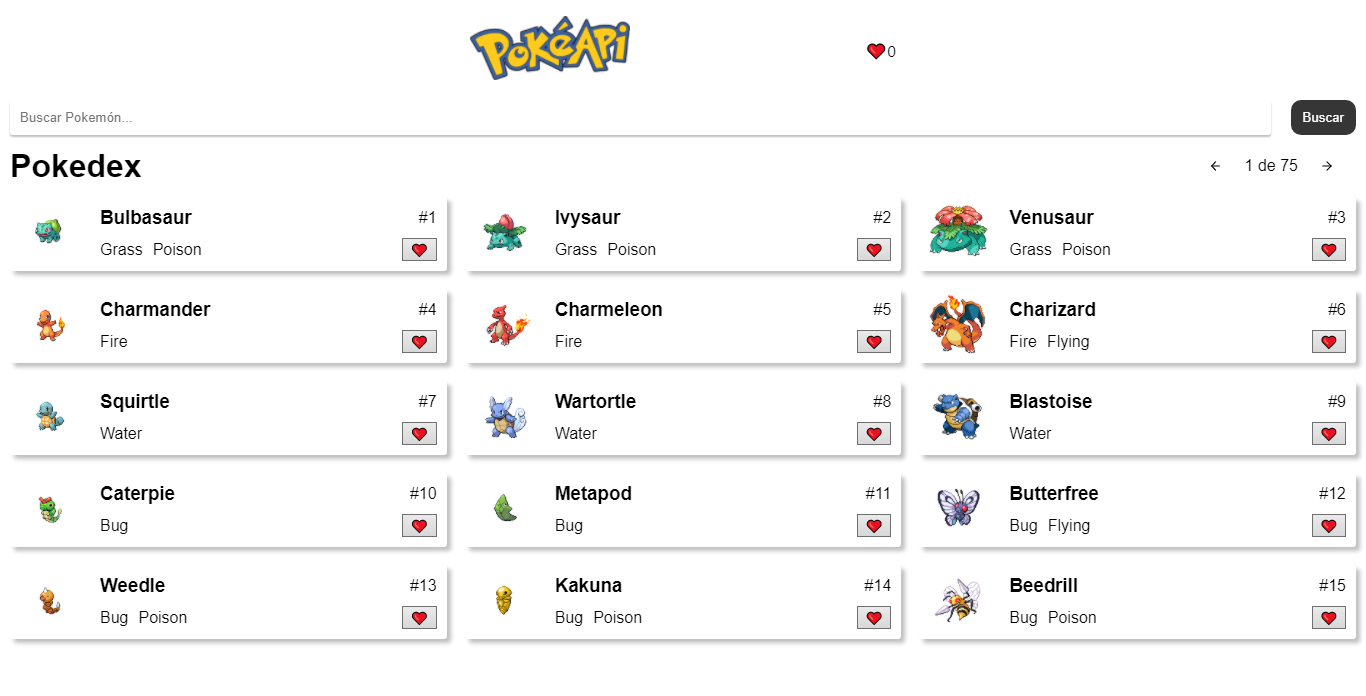 PokéApi
❤️0
Buscar Pokemón...
Buscar
Pokedex
← 1 de 75 →
Bulbasaur #1
Grass Poison
Ivysaur #2
Grass Poison
Venusaur #3
Grass Poison
Charmander #4
Fire
Charmeleon #5
Fire
Charizard #6
Fire Flying
Squirtle #7
Water
Wartortle #8
Water
Blastoise #9
Water
Caterpie #10
Bug
Metapod #11
Bug
Butterfree #12
Bug Flying
Weedle #13
Bug Poison
Kakuna #14
Bug Poison
Beedrill #15
Bug Poison